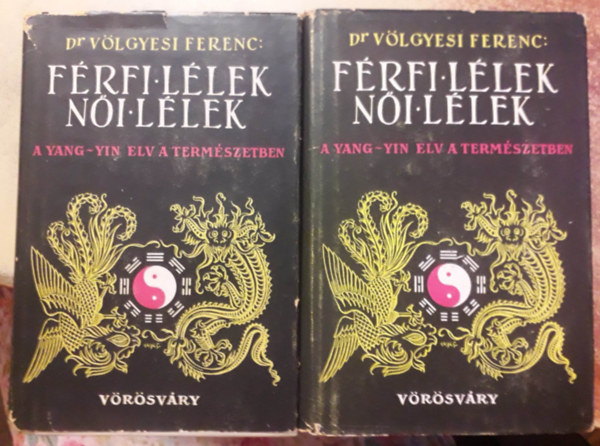 Dr VÖLGYESI FERENC:
FÉRFI·LÉLEK
NŐI·LÉLEK
A YANG-YIN ELV A TERMÉSZETBEN
VÖRÖSVÁRY
Dr VÖLGYESI FERENC:
FÉRFI·LÉLEK
NŐI·LÉLEK
A YANG-YIN ELV A TERMÉSZETBEN
VÖRÖSVÁRY